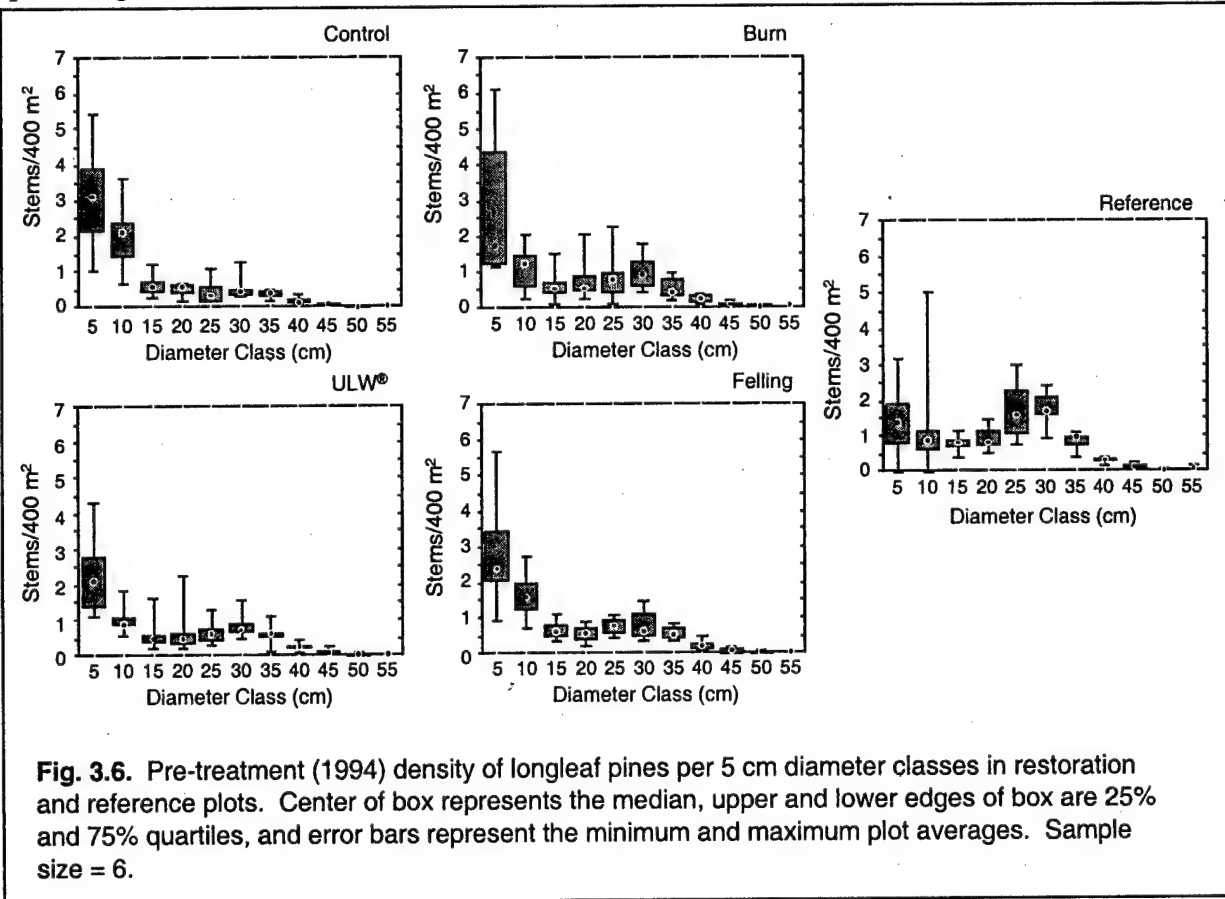 Control
7
6
5
4
3
2
1
0
Stems/400 m²
5 10 15 20 25 30 35 40 45 50 55
Diameter Class (cm)
Burn
7
6
5
4
3
2
1
0
Stems/400 m²
5 10 15 20 25 30 35 40 45 50 55
Diameter Class (cm)
Reference
7
6
5
4
3
2
1
0
Stems/400 m²
5 10 15 20 25 30 35 40 45 50 55
Diameter Class (cm)
ULW®
7
6
5
4
3
2
1
0
Stems/400 m²
5 10 15 20 25 30 35 40 45 50 55
Diameter Class (cm)
Felling
7
6
5
4
3
2
1
0
Stems/400 m²
5 10 15 20 25 30 35 40 45 50 55
Diameter Class (cm)
Fig. 3.6. Pre-treatment (1994) density of longleaf pines per 5 cm diameter classes in restoration
and reference plots. Center of box represents the median, upper and lower edges of box are 25%
and 75% quartiles, and error bars represent the minimum and maximum plot averages. Sample
size = 6.